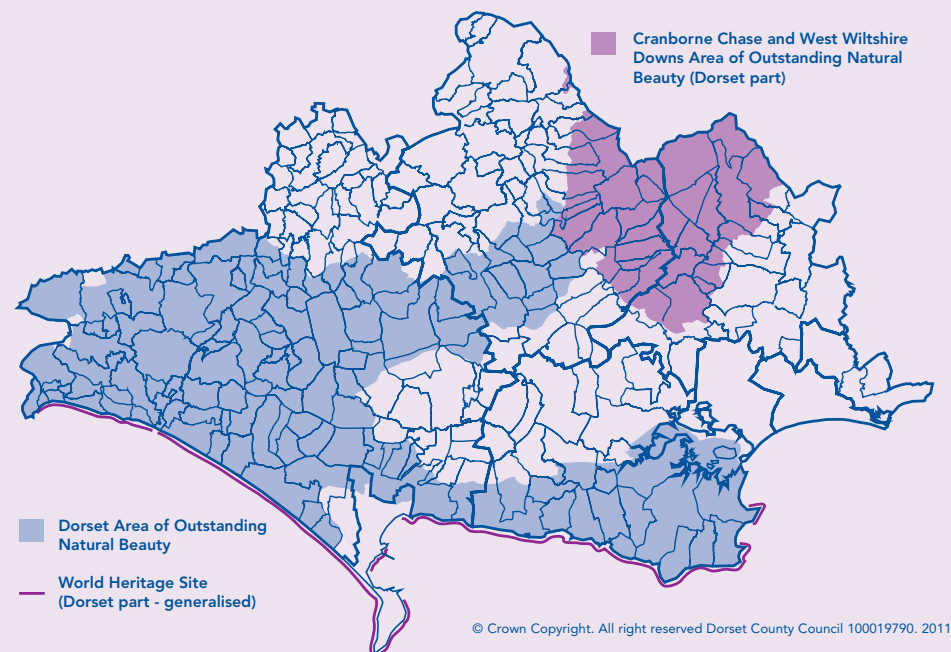 Cranborne Chase and West Wiltshire
Downs Area of Outstanding Natural
Beauty (Dorset part)
Dorset Area of Outstanding
Natural Beauty
World Heritage Site
(Dorset part - generalised)
© Crown Copyright. All right reserved Dorset County Council 100019790. 2011